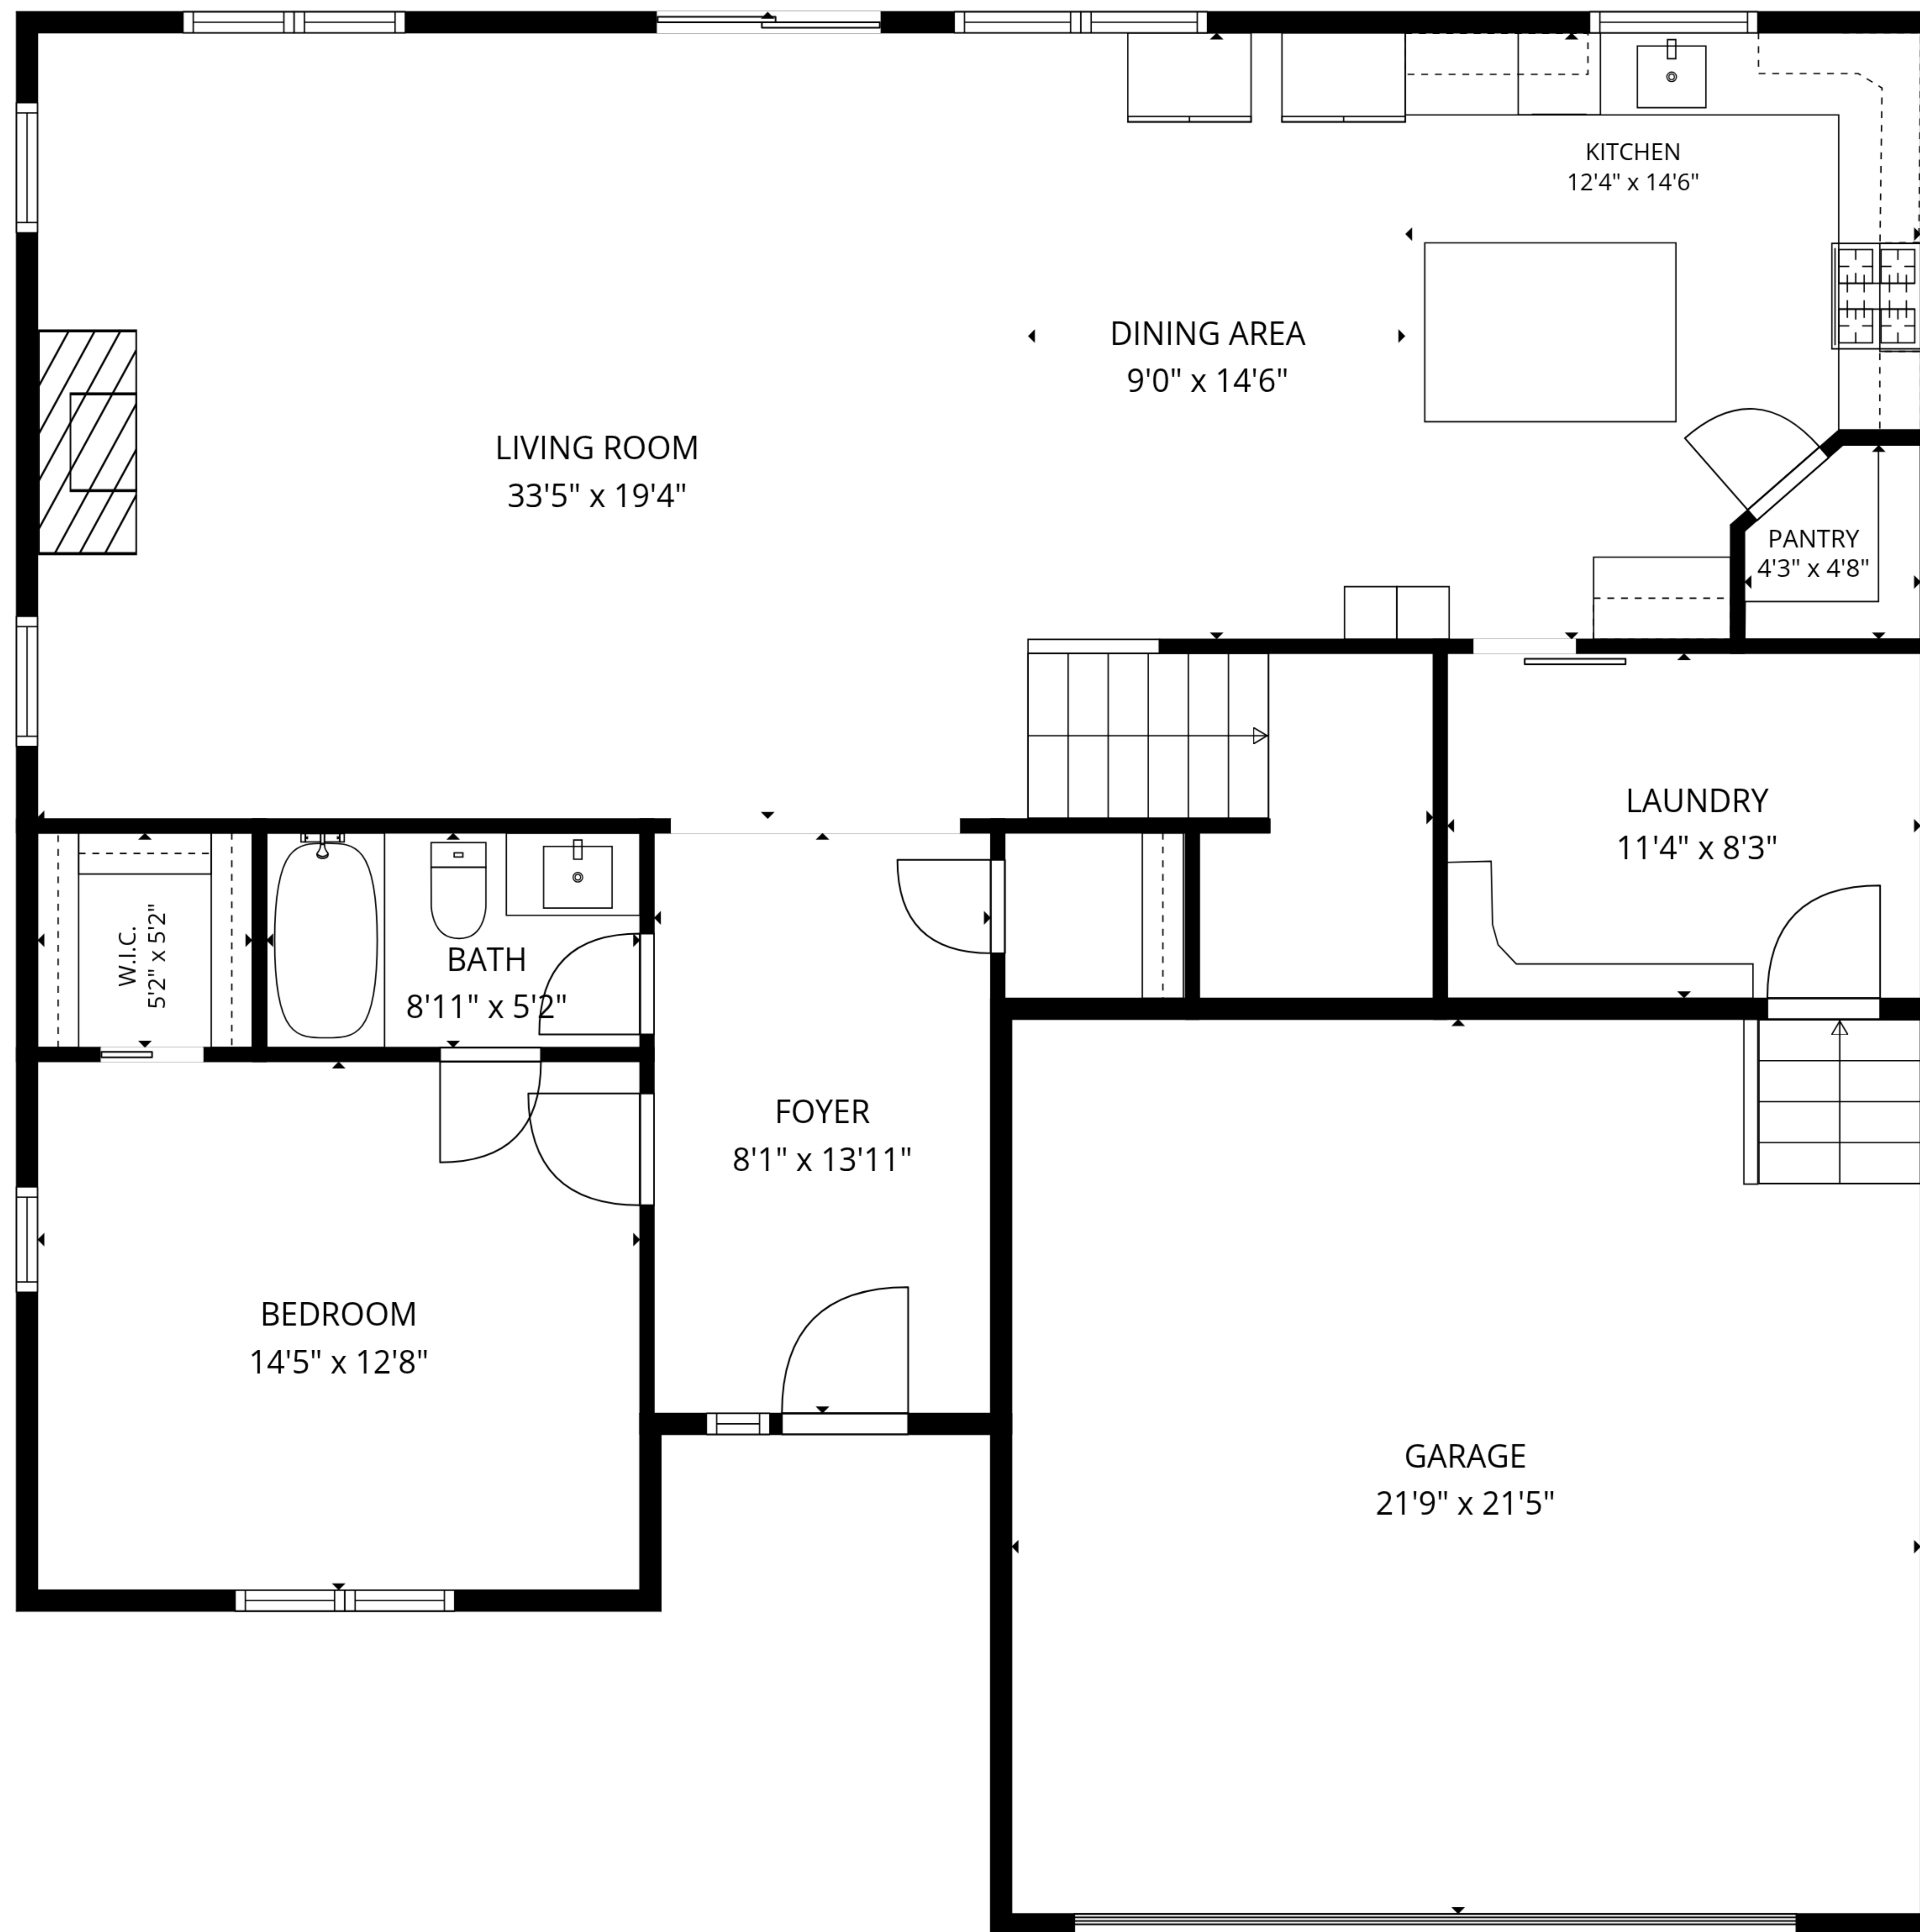 KITCHEN
12'4" x 14'6"
DINING AREA
9'0" x 14'6"
LIVING ROOM
33'5" x 19'4"
PANTRY
4'3" x 4'8"
LAUNDRY
11'4" x 8'3"
W.I.C.
5'2" x 5'2"
BATH
8'11" x 5'2"
FOYER
8'1" x 13'11"
BEDROOM
14'5" x 12'8"
GARAGE
21'9" x 21'5"